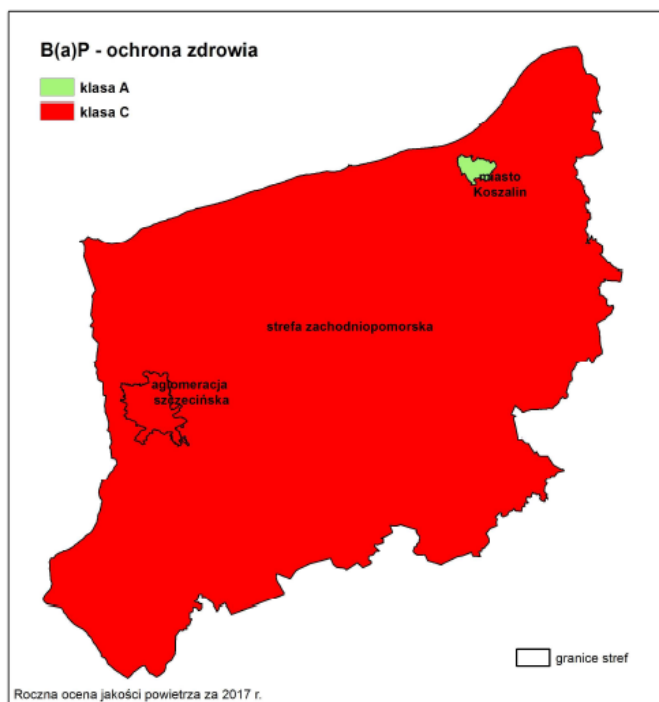 B(a)P - ochrona zdrowia
klasa A
klasa C
miasto
Koszalin
strefa zachodniopomorska
aglomeracja
szczecińska
granice stref
Roczna ocena jakości powietrza za 2017 r.